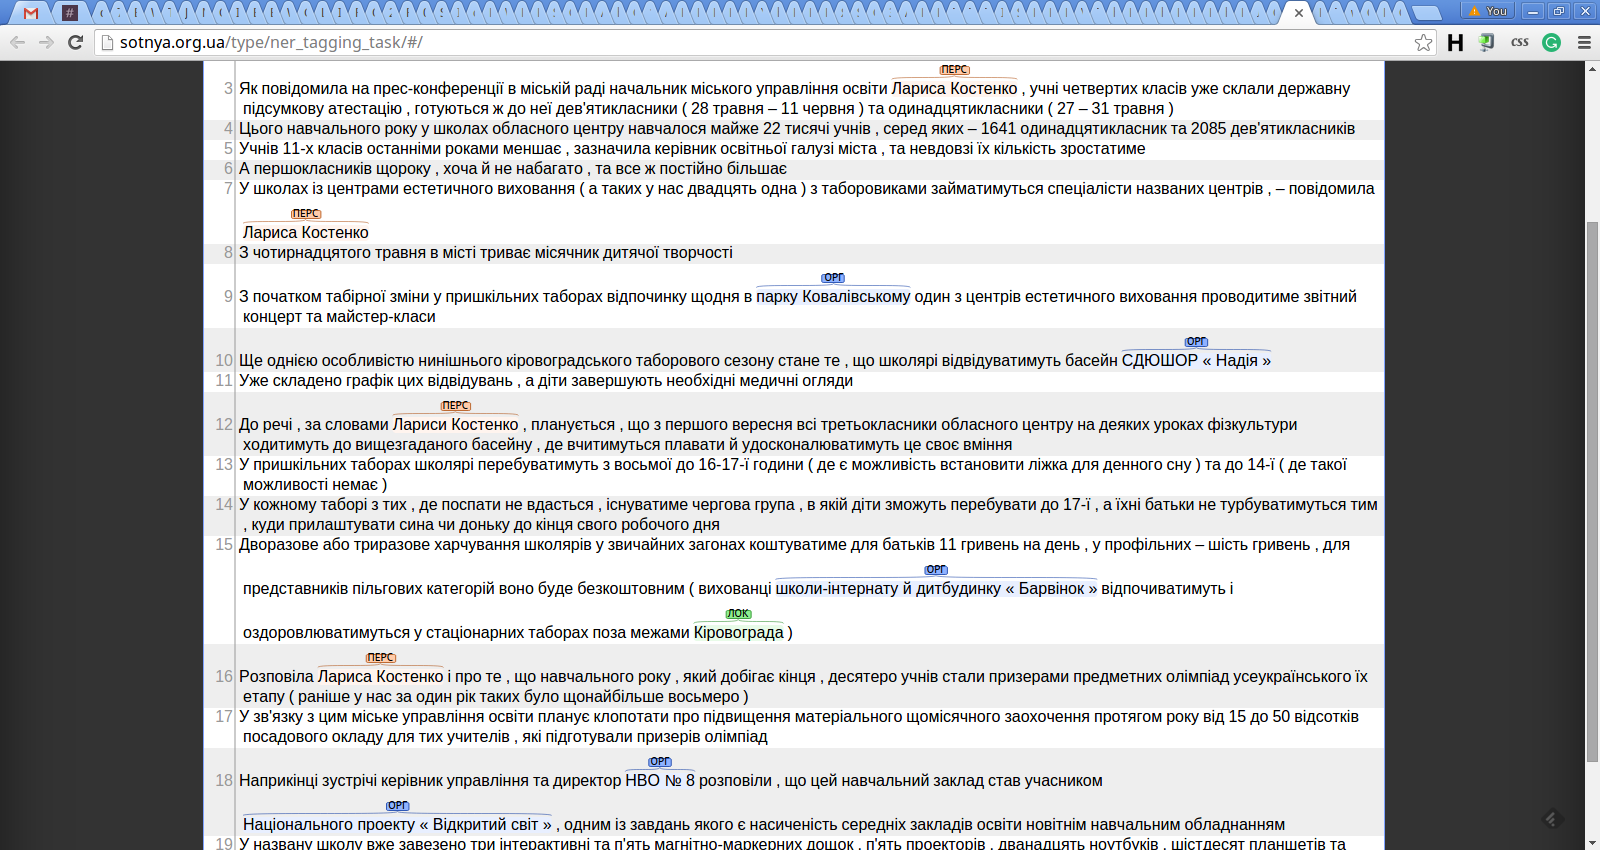 You
sotnya.org.ua/type/ner_tagging_task/#/
H css G
ПЕРС
3 Як повідомила на прес-конференції в міській раді начальник міського управління освіти Лариса Костенко , учні четвертих класів уже склали державну
підсумкову атестацію , готуються ж до неї дев'ятикласники ( 28 травня – 11 червня ) та одинадцятикласники ( 27 – 31 травня )
4 Цього навчального року у школах обласного центру навчалося майже 22 тисячі учнів , серед яких – 1641 одинадцятикласник та 2085 дев'ятикласників
5 Учнів 11-х класів останніми роками меншає , зазначила керівник освітньої галузі міста , та невдовзі їх кількість зростатиме
6 А першокласників щороку , хоча й не набагато , та все ж постійно більшає
7 У школах із центрами естетичного виховання ( а таких у нас двадцять одна ) з таборовиками займатимуться спеціалісти названих центрів , – повідомила
ПЕРС
Лариса Костенко
8 З чотирнадцятого травня в місті триває місячник дитячої творчості
ОРГ
9 З початком табірної зміни у пришкільних таборах відпочинку щодня в парку Ковалівському один з центрів естетичного виховання проводитиме звітний
концерт та майстер-класи
ОРГ
10 Ще однією особливістю нинішнього кіровоградського таборового сезону стане те , що школярі відвідуватимуть басейн СДЮШОР « Надія »
11 Уже складено графік цих відвідувань , а діти завершують необхідні медичні огляди
ПЕРС
12 До речі , за словами Лариси Костенко , планується , що з першого вересня всі третьокласники обласного центру на деяких уроках фізкультури
ходитимуть до вищезгаданого басейну , де вчитимуться плавати й удосконалюватимуть це своє вміння
13 У пришкільних таборах школярі перебуватимуть з восьмої до 16-17-ї години ( де є можливість встановити ліжка для денного сну ) та до 14-ї ( де такої
можливості немає )
14 У кожному таборі з тих , де поспати не вдасться , існуватиме чергова група , в якій діти зможуть перебувати до 17-ї , а їхні батьки не турбуватимуться тим
, куди прилаштувати сина чи доньку до кінця свого робочого дня
15 Дворазове або триразове харчування школярів у звичайних загонах коштуватиме для батьків 11 гривень на день , у профільних – шість гривень , для
ОРГ
представників пільгових категорій воно буде безкоштовним ( вихованці школи-інтернату й дитбудинку « Барвінок » відпочиватимуть і
ЛОК
оздоровлюватимуться у стаціонарних таборах поза межами Кіровограда )
ПЕРС
16 Розповіла Лариса Костенко і про те , що навчального року , який добігає кінця , десятеро учнів стали призерами предметних олімпіад усеукраїнського їх
етапу ( раніше у нас за один рік таких було щонайбільше восьмеро )
17 У зв'язку з цим міське управління освіти планує клопотати про підвищення матеріального щомісячного заохочення протягом року від 15 до 50 відсотків
посадового окладу для тих учителів , які підготували призерів олімпіад
ОРГ
18 Наприкінці зустрічі керівник управління та директор НВО № 8 розповіли , що цей навчальний заклад став учасником
ОРГ
Національного проекту « Відкритий світ » , одним із завдань якого є насиченість середніх закладів освіти новітнім навчальним обладнанням
19 У названу школу вже завезено три інтерактивні та п'ять магнітно-маркерних дошок , п'ять проекторів , дванадцять ноутбуків , шістдесят планшетів та